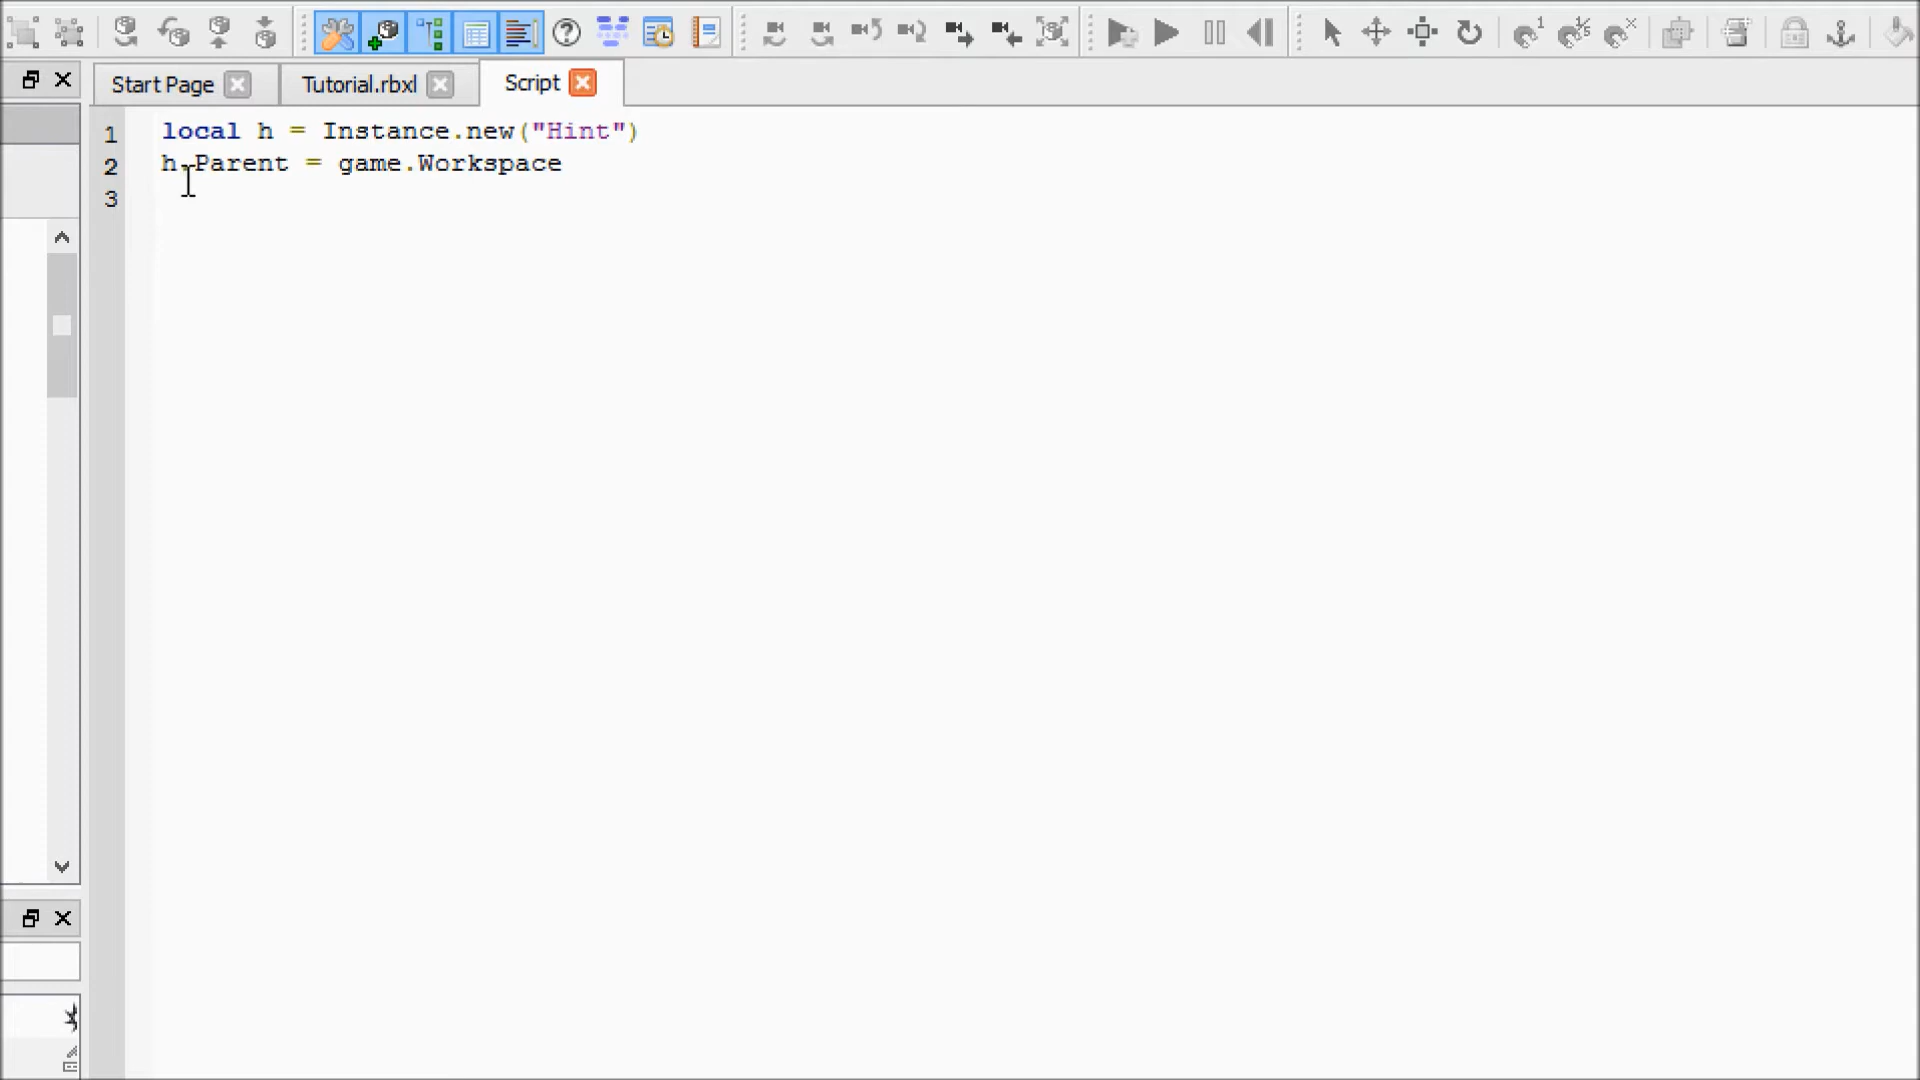 Start Page
Tutorial.rbxl
Script
1 local h = Instance.new("Hint")
2 h.Parent = game.Workspace
3